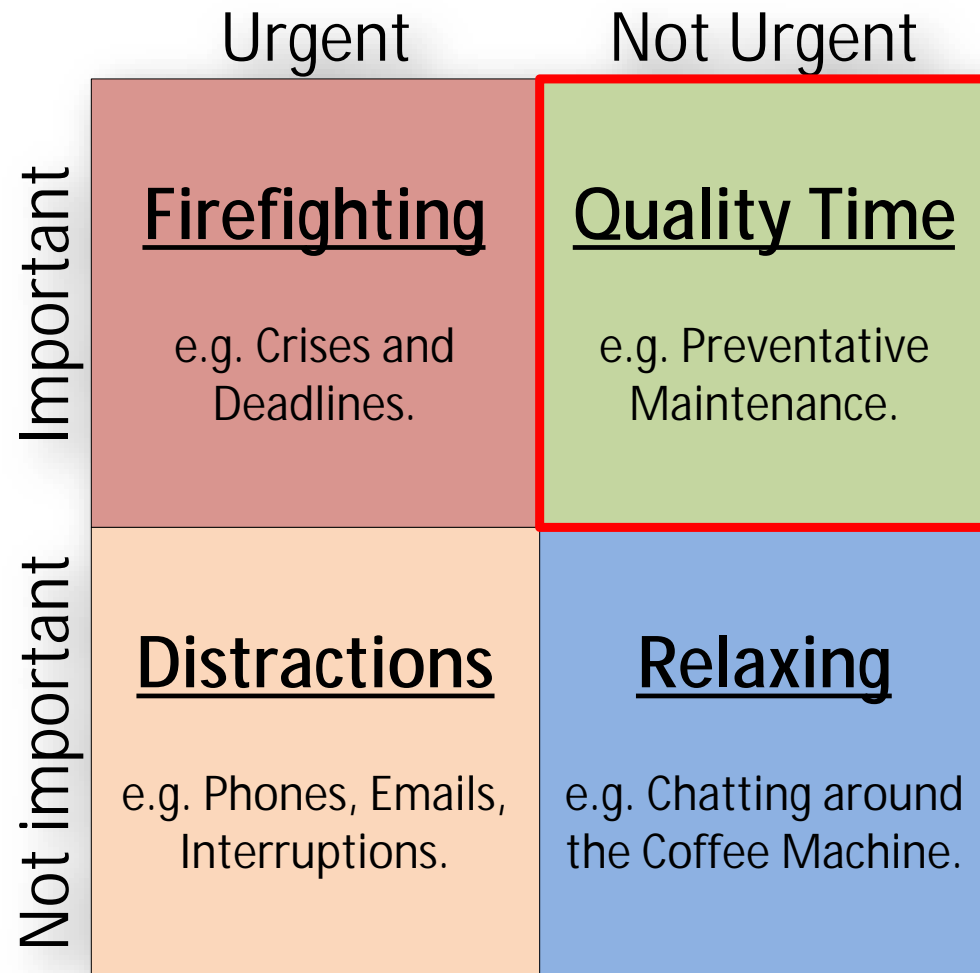 Urgent
Not Urgent
Important
Firefighting
e.g. Crises and
Deadlines.
Quality Time
e.g. Preventative
Maintenance.
Not important
Distractions
e.g. Phones, Emails,
Interruptions.
Relaxing
e.g. Chatting around
the Coffee Machine.